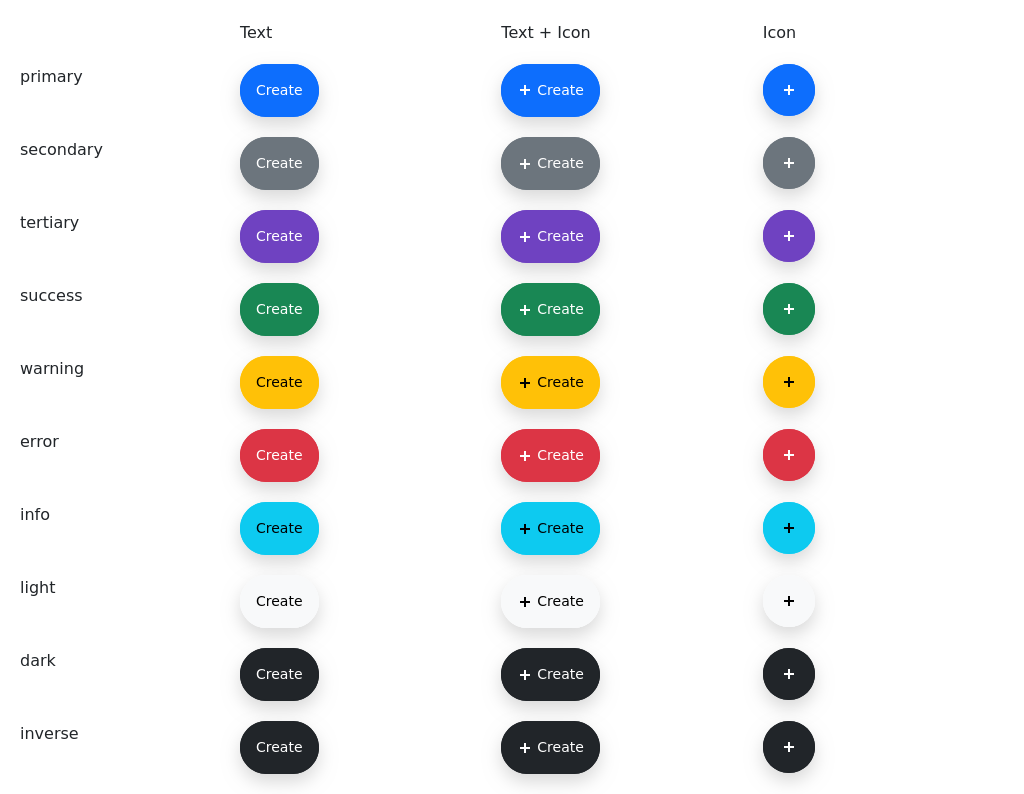 Text Text + Icon Icon
primary Create + Create +
secondary Create + Create +
tertiary Create + Create +
success Create + Create +
warning Create + Create +
error Create + Create +
info Create + Create +
light Create + Create +
dark Create + Create +
inverse Create + Create +